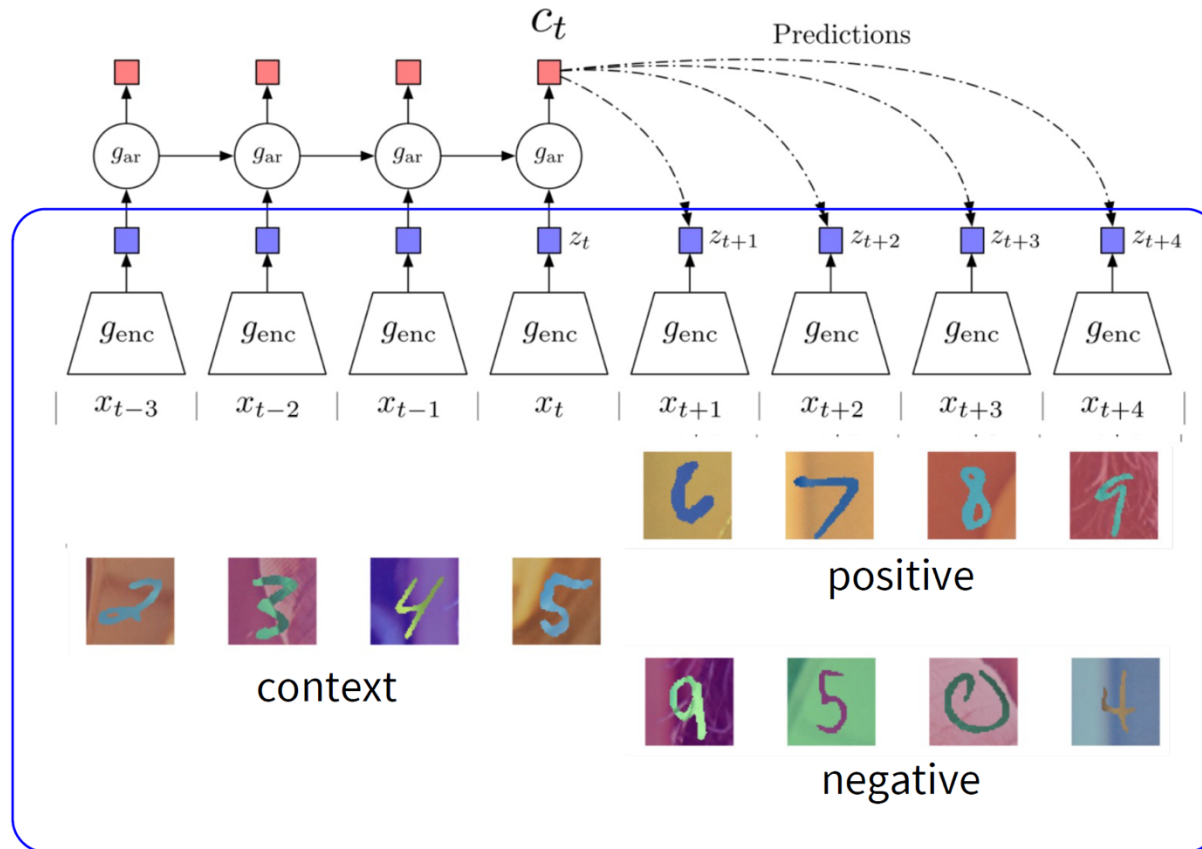 c_t
Predictions
g_ar g_ar g_ar g_ar
z_t z_{t+1} z_{t+2} z_{t+3} z_{t+4}
g_enc g_enc g_enc g_enc g_enc g_enc g_enc g_enc
x_{t−3} x_{t−2} x_{t−1} x_t x_{t+1} x_{t+2} x_{t+3} x_{t+4}
6 7 8 9
positive
2 3 4 5
context
9 5 0 4
negative